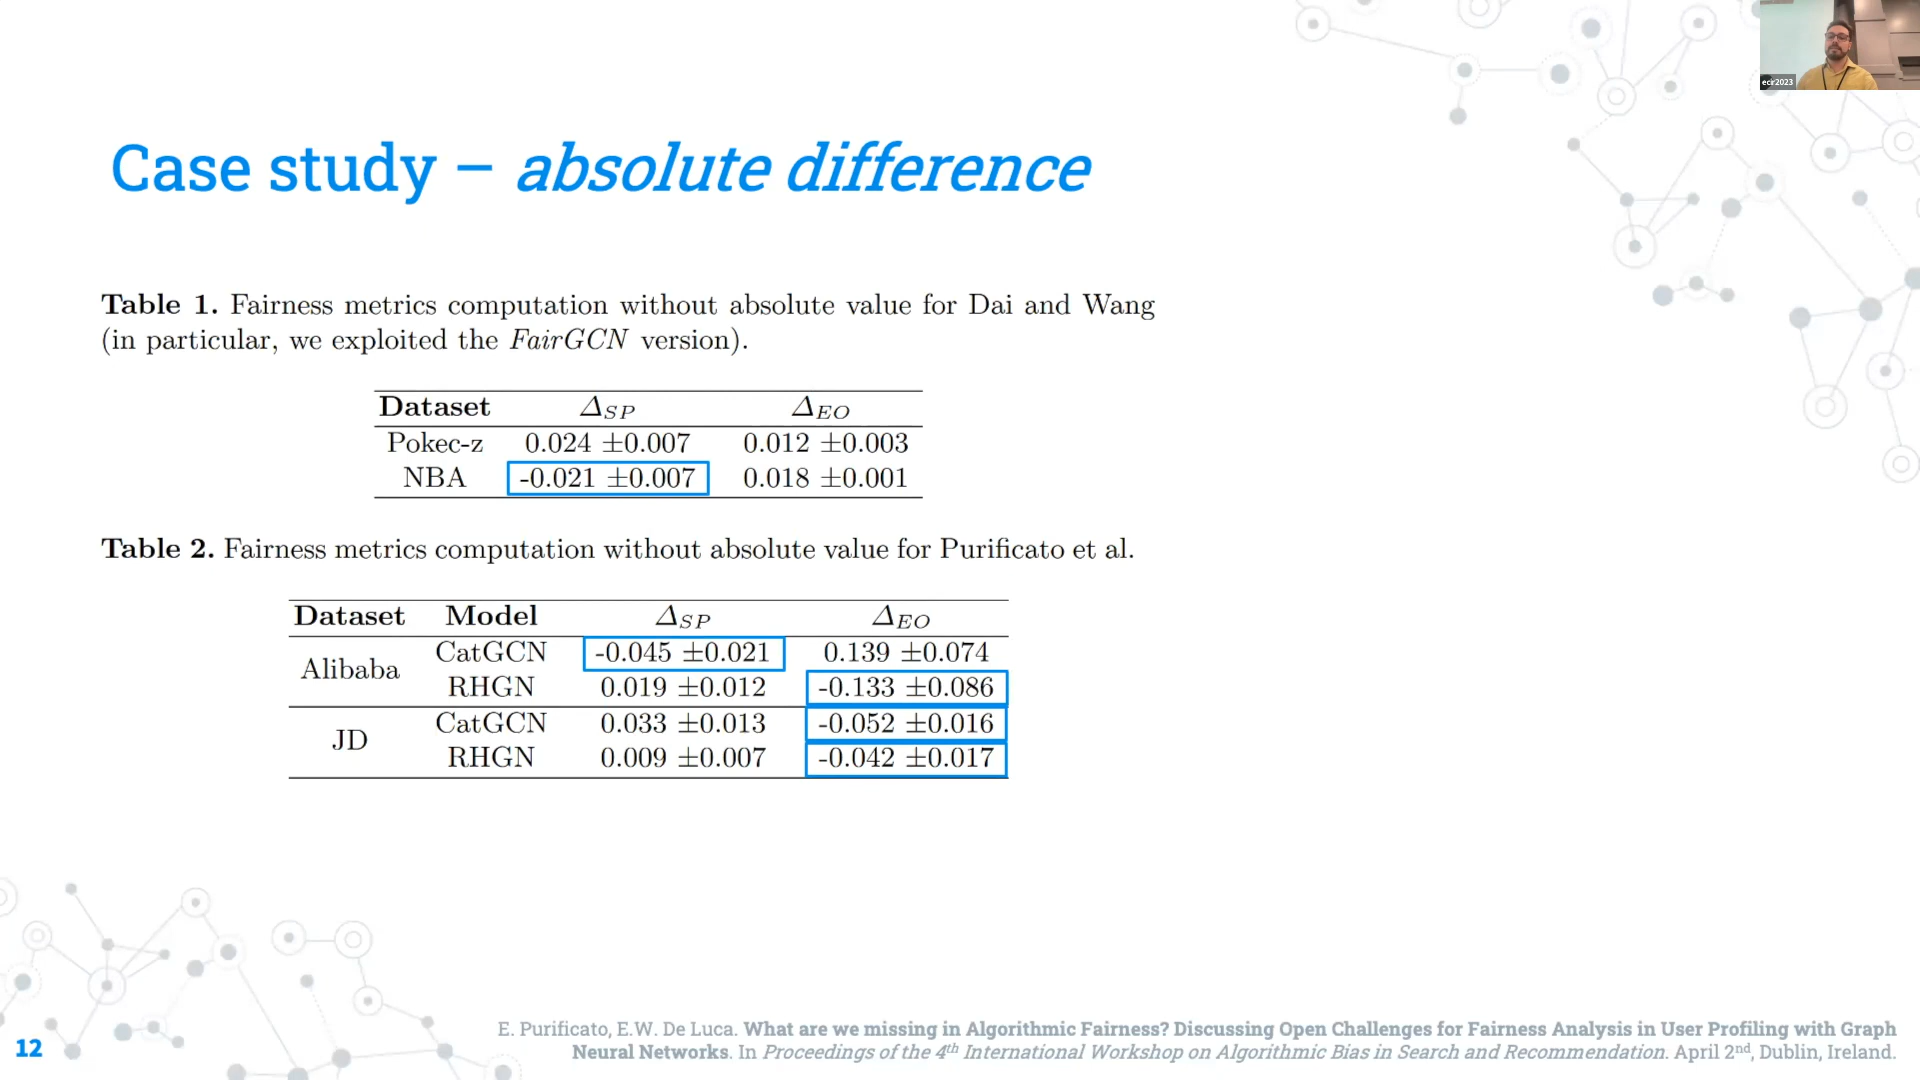 ecir2023
Case study – absolute difference
Table 1. Fairness metrics computation without absolute value for Dai and Wang
(in particular, we exploited the FairGCN version).
Dataset Δ_SP Δ_EO
Pokec-z 0.024 ±0.007 0.012 ±0.003
NBA -0.021 ±0.007 0.018 ±0.001
Table 2. Fairness metrics computation without absolute value for Purificato et al.
Dataset Model Δ_SP Δ_EO
Alibaba CatGCN -0.045 ±0.021 0.139 ±0.074
RHGN 0.019 ±0.012 -0.133 ±0.086
JD CatGCN 0.033 ±0.013 -0.052 ±0.016
RHGN 0.009 ±0.007 -0.042 ±0.017
E. Purificato, E.W. De Luca. What are we missing in Algorithmic Fairness? Discussing Open Challenges for Fairness Analysis in User Profiling with Graph
Neural Networks. In Proceedings of the 4th International Workshop on Algorithmic Bias in Search and Recommendation. April 2nd, Dublin, Ireland.
12